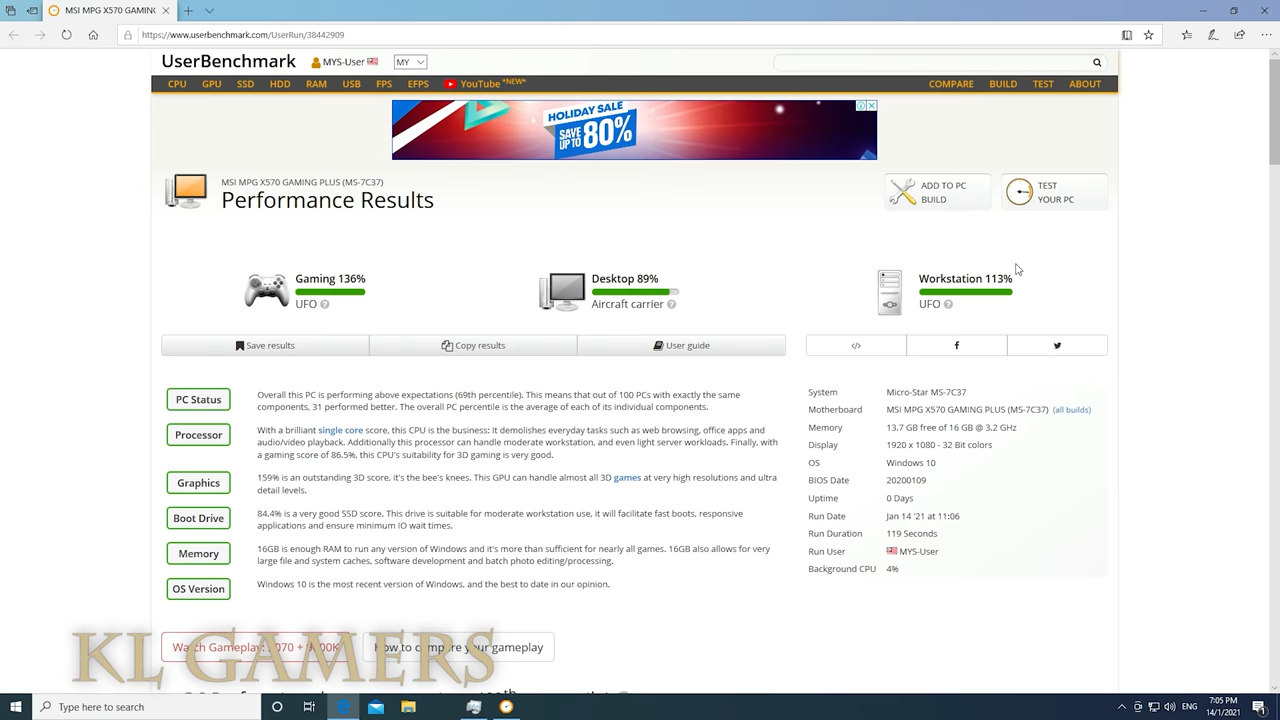 MSI MPG X570 GAMING
https://www.userbenchmark.com/UserRun/38442909
UserBenchmark
MYS-User
MY
CPU GPU SSD HDD RAM USB FPS EFPS YouTube *NEW*
COMPARE BUILD TEST ABOUT
HOLIDAY SALE
SAVE UP TO 80%
MSI MPG X570 GAMING PLUS (MS-7C37)
Performance Results
ADD TO PC
BUILD
TEST
YOUR PC
Gaming 136%
UFO
Desktop 89%
Aircraft carrier
Workstation 113%
UFO
Save results
Copy results
User guide
PC Status
Overall this PC is performing above expectations (69th percentile). This means that out of 100 PCs with exactly the same
components, 31 performed better. The overall PC percentile is the average of each of its individual components.
Processor
With a brilliant single core score, this CPU is the business: It demolishes everyday tasks such as web browsing, office apps and
audio/video playback. Additionally this processor can handle moderate workstation, and even light server workloads. Finally, with
a gaming score of 86.5%, this CPU's suitability for 3D gaming is very good.
Graphics
159% is an outstanding 3D score, it's the bee's knees. This GPU can handle almost all 3D games at very high resolutions and ultra
detail levels.
Boot Drive
84.4% is a very good SSD score. This drive is suitable for moderate workstation use, it will facilitate fast boots, responsive
applications and ensure minimum IO wait times.
Memory
16GB is enough RAM to run any version of Windows and it's more than sufficient for nearly all games. 16GB also allows for very
large file and system caches, software development and batch photo editing/processing.
OS Version
Windows 10 is the most recent version of Windows, and the best to date in our opinion.
System Micro-Star MS-7C37
Motherboard MSI MPG X570 GAMING PLUS (MS-7C37) (all builds)
Memory 13.7 GB free of 16 GB @ 3.2 GHz
Display 1920 x 1080 - 32 Bit colors
OS Windows 10
BIOS Date 20200109
Uptime 0 Days
Run Date Jan 14 '21 at 11:06
Run Duration 119 Seconds
Run User MYS-User
Background CPU 4%
How to compare your gameplay
KL GAMERS
Type here to search
ENG
7:05 PM
14/1/2021